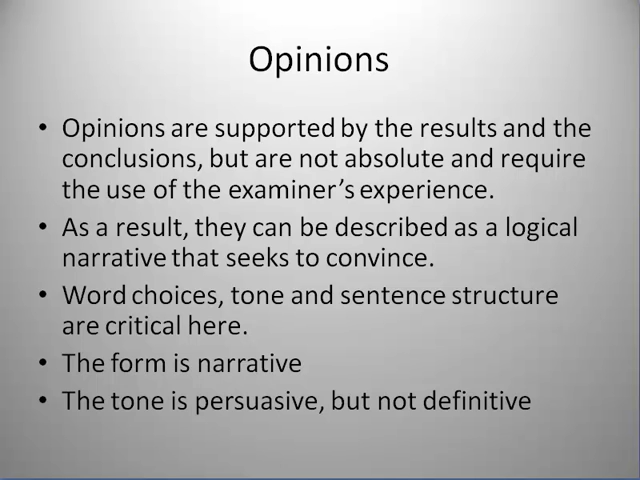 Opinions
• Opinions are supported by the results and the
conclusions, but are not absolute and require
the use of the examiner's experience.
• As a result, they can be described as a logical
narrative that seeks to convince.
• Word choices, tone and sentence structure
are critical here.
• The form is narrative
• The tone is persuasive, but not definitive